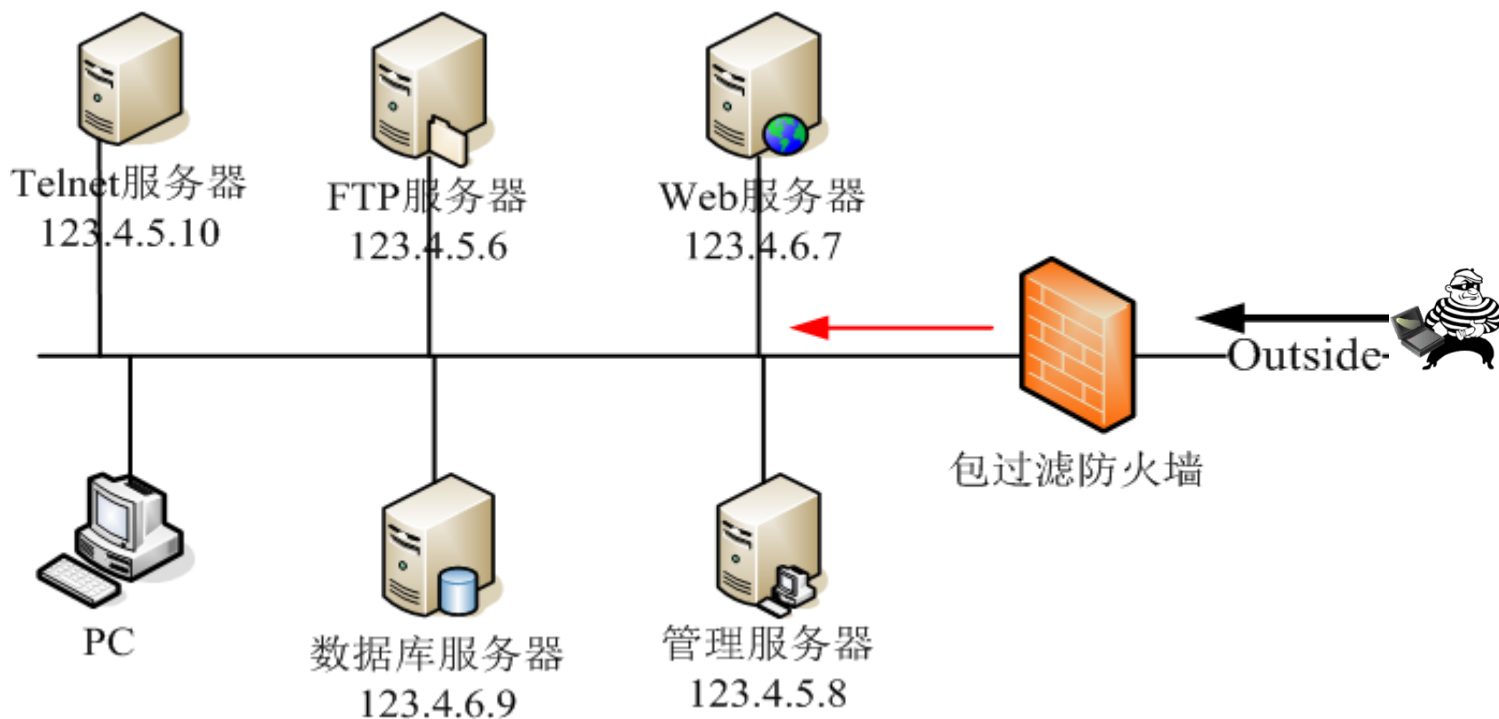 Telnet服务器
123.4.5.10
FTP服务器
123.4.5.6
Web服务器
123.4.6.7
Outside
包过滤防火墙
PC
数据库服务器
123.4.6.9
管理服务器
123.4.5.8